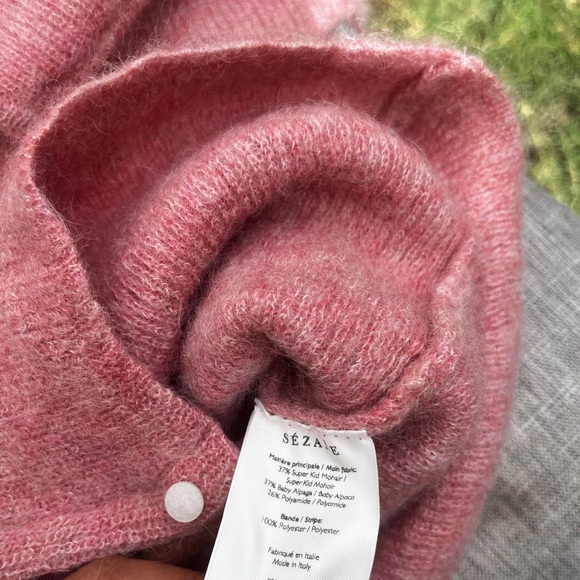 SÉZANE
Matière principale / Main Fabric:
37% Super Kid Mohair /
Super Kid Mohair
37% Baby Alpaga / Baby Alpaca
26% Polyamide / Polyamide
Bande / Stripe:
100% Polyester / Polyester
Fabriqué en Italie
Made in Italy